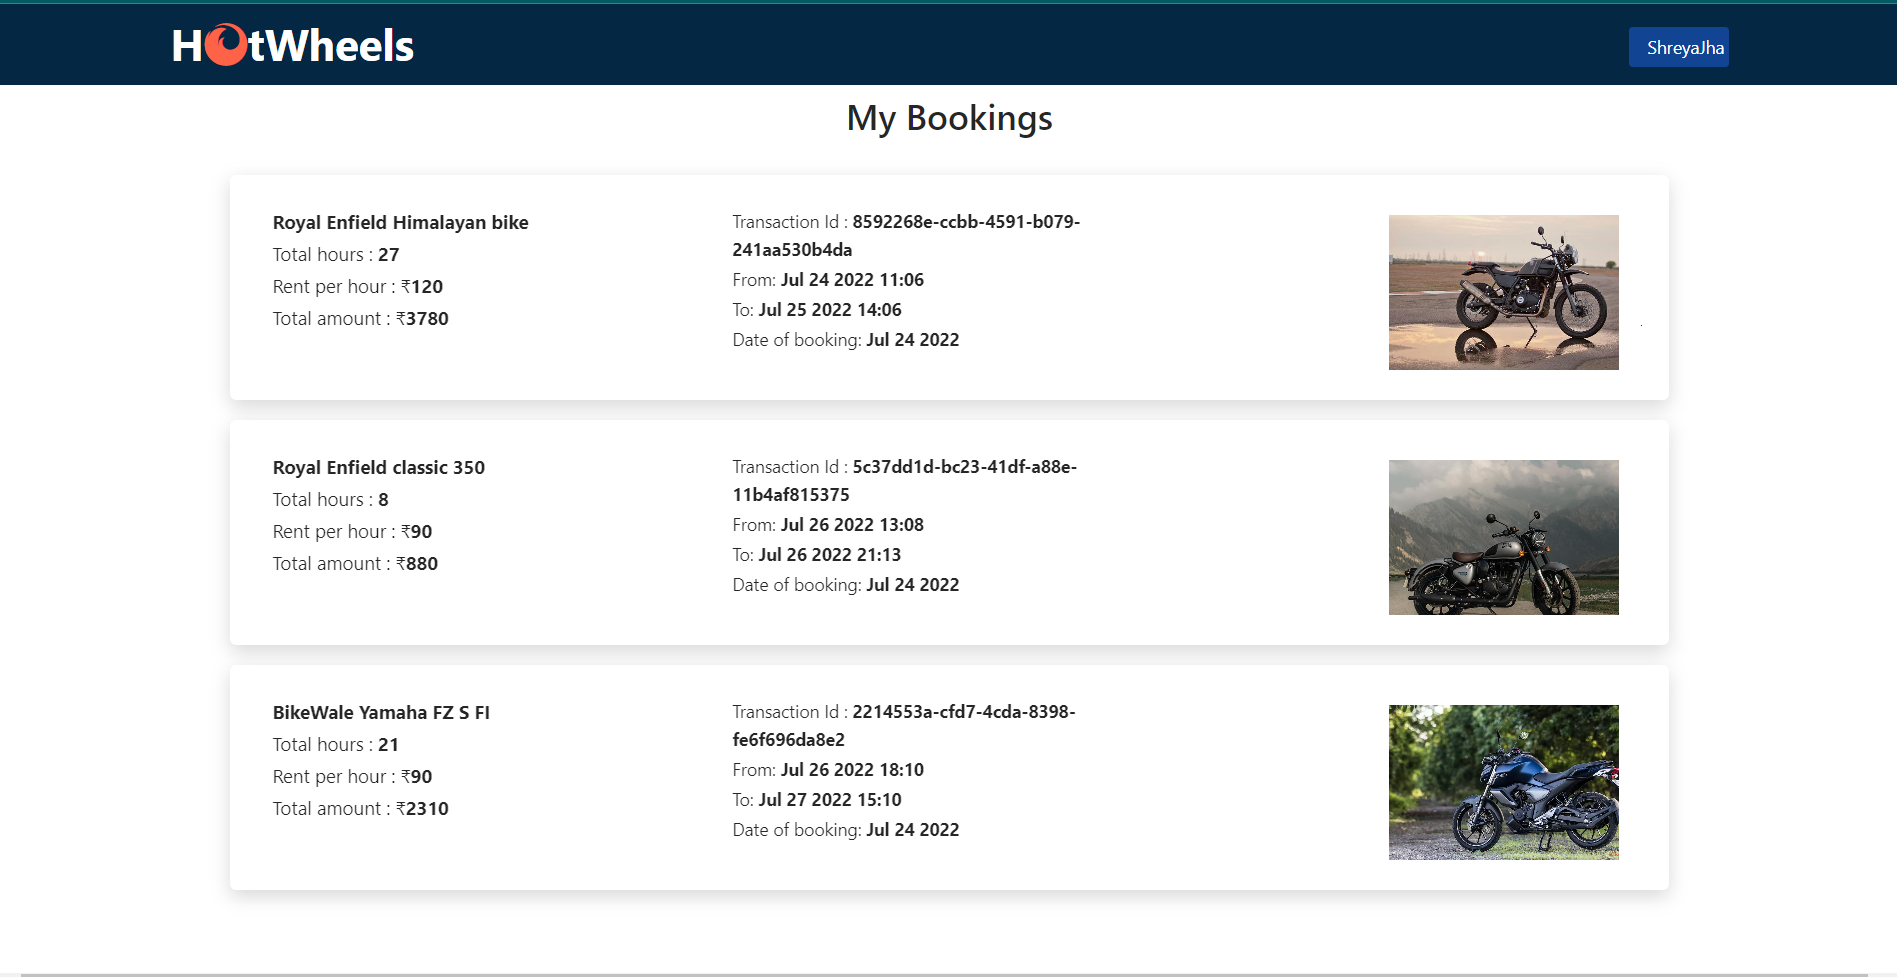 HotWheels
ShreyaJha
My Bookings
Royal Enfield Himalayan bike
Total hours : 27
Rent per hour : ₹120
Total amount : ₹3780
Transaction Id : 8592268e-ccbb-4591-b079-
241aa530b4da
From: Jul 24 2022 11:06
To: Jul 25 2022 14:06
Date of booking: Jul 24 2022
Royal Enfield classic 350
Total hours : 8
Rent per hour : ₹90
Total amount : ₹880
Transaction Id : 5c37dd1d-bc23-41df-a88e-
11b4af815375
From: Jul 26 2022 13:08
To: Jul 26 2022 21:13
Date of booking: Jul 24 2022
BikeWale Yamaha FZ S FI
Total hours : 21
Rent per hour : ₹90
Total amount : ₹2310
Transaction Id : 2214553a-cfd7-4cda-8398-
fe6f696da8e2
From: Jul 26 2022 18:10
To: Jul 27 2022 15:10
Date of booking: Jul 24 2022